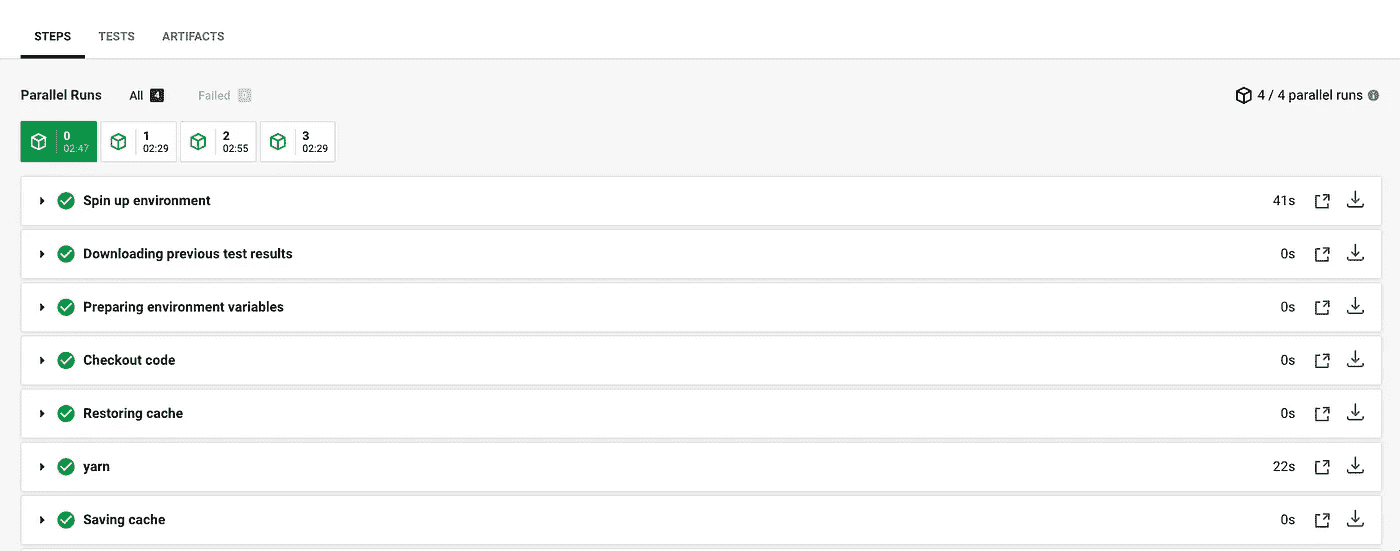 STEPS TESTS ARTIFACTS
Parallel Runs All 4 Failed 4 / 4 parallel runs
0 1 2 3
02:47 02:29 02:55 02:29
Spin up environment 41s
Downloading previous test results 0s
Preparing environment variables 0s
Checkout code 0s
Restoring cache 0s
yarn 22s
Saving cache 0s